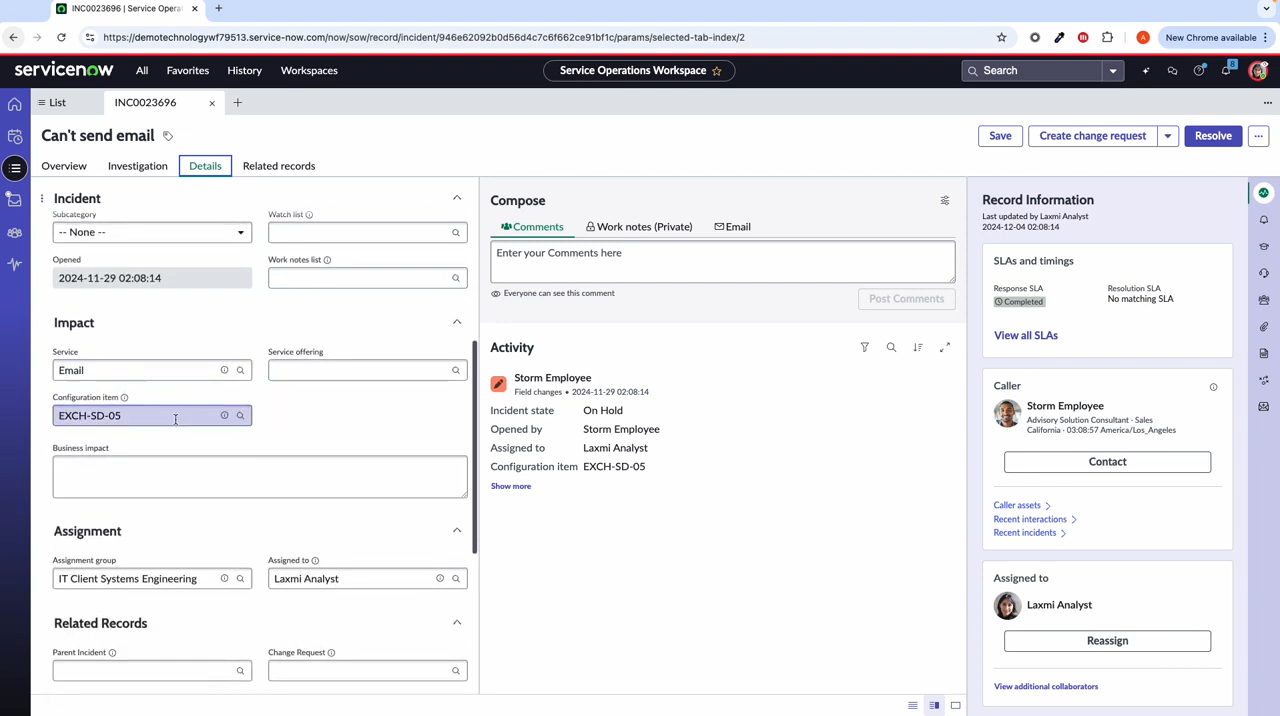 INC0023696 | Service Opera
https://demotechnologywf79513.service-now.com/now/sow/record/incident/946e62092b0d56d4c7c6f662ce91bf1c/params/selected-tab-index/2
New Chrome available
servicenow All Favorites History Workspaces Service Operations Workspace Search 8
List INC0023696
Can't send email Save Create change request Resolve
Overview Investigation Details Related records
Incident
Subcategory Watch list
-- None --
Opened Work notes list
2024-11-29 02:08:14
Impact
Service Service offering
Email
Configuration item
EXCH-SD-05
Business impact
Assignment
Assignment group Assigned to
IT Client Systems Engineering Laxmi Analyst
Related Records
Parent Incident Change Request
Compose
Comments Work notes (Private) Email
Enter your Comments here
Everyone can see this comment Post Comments
Activity
Storm Employee
Field changes • 2024-11-29 02:08:14
Incident state On Hold
Opened by Storm Employee
Assigned to Laxmi Analyst
Configuration item EXCH-SD-05
Show more
Record Information
Last updated by Laxmi Analyst
2024-12-04 02:08:14
SLAs and timings
Response SLA Resolution SLA
Completed No matching SLA
View all SLAs
Caller
Storm Employee
Advisory Solution Consultant · Sales
California · 03:08:57 America/Los_Angeles
Contact
Caller assets
Recent interactions
Recent incidents
Assigned to
Laxmi Analyst
Reassign
View additional collaborators